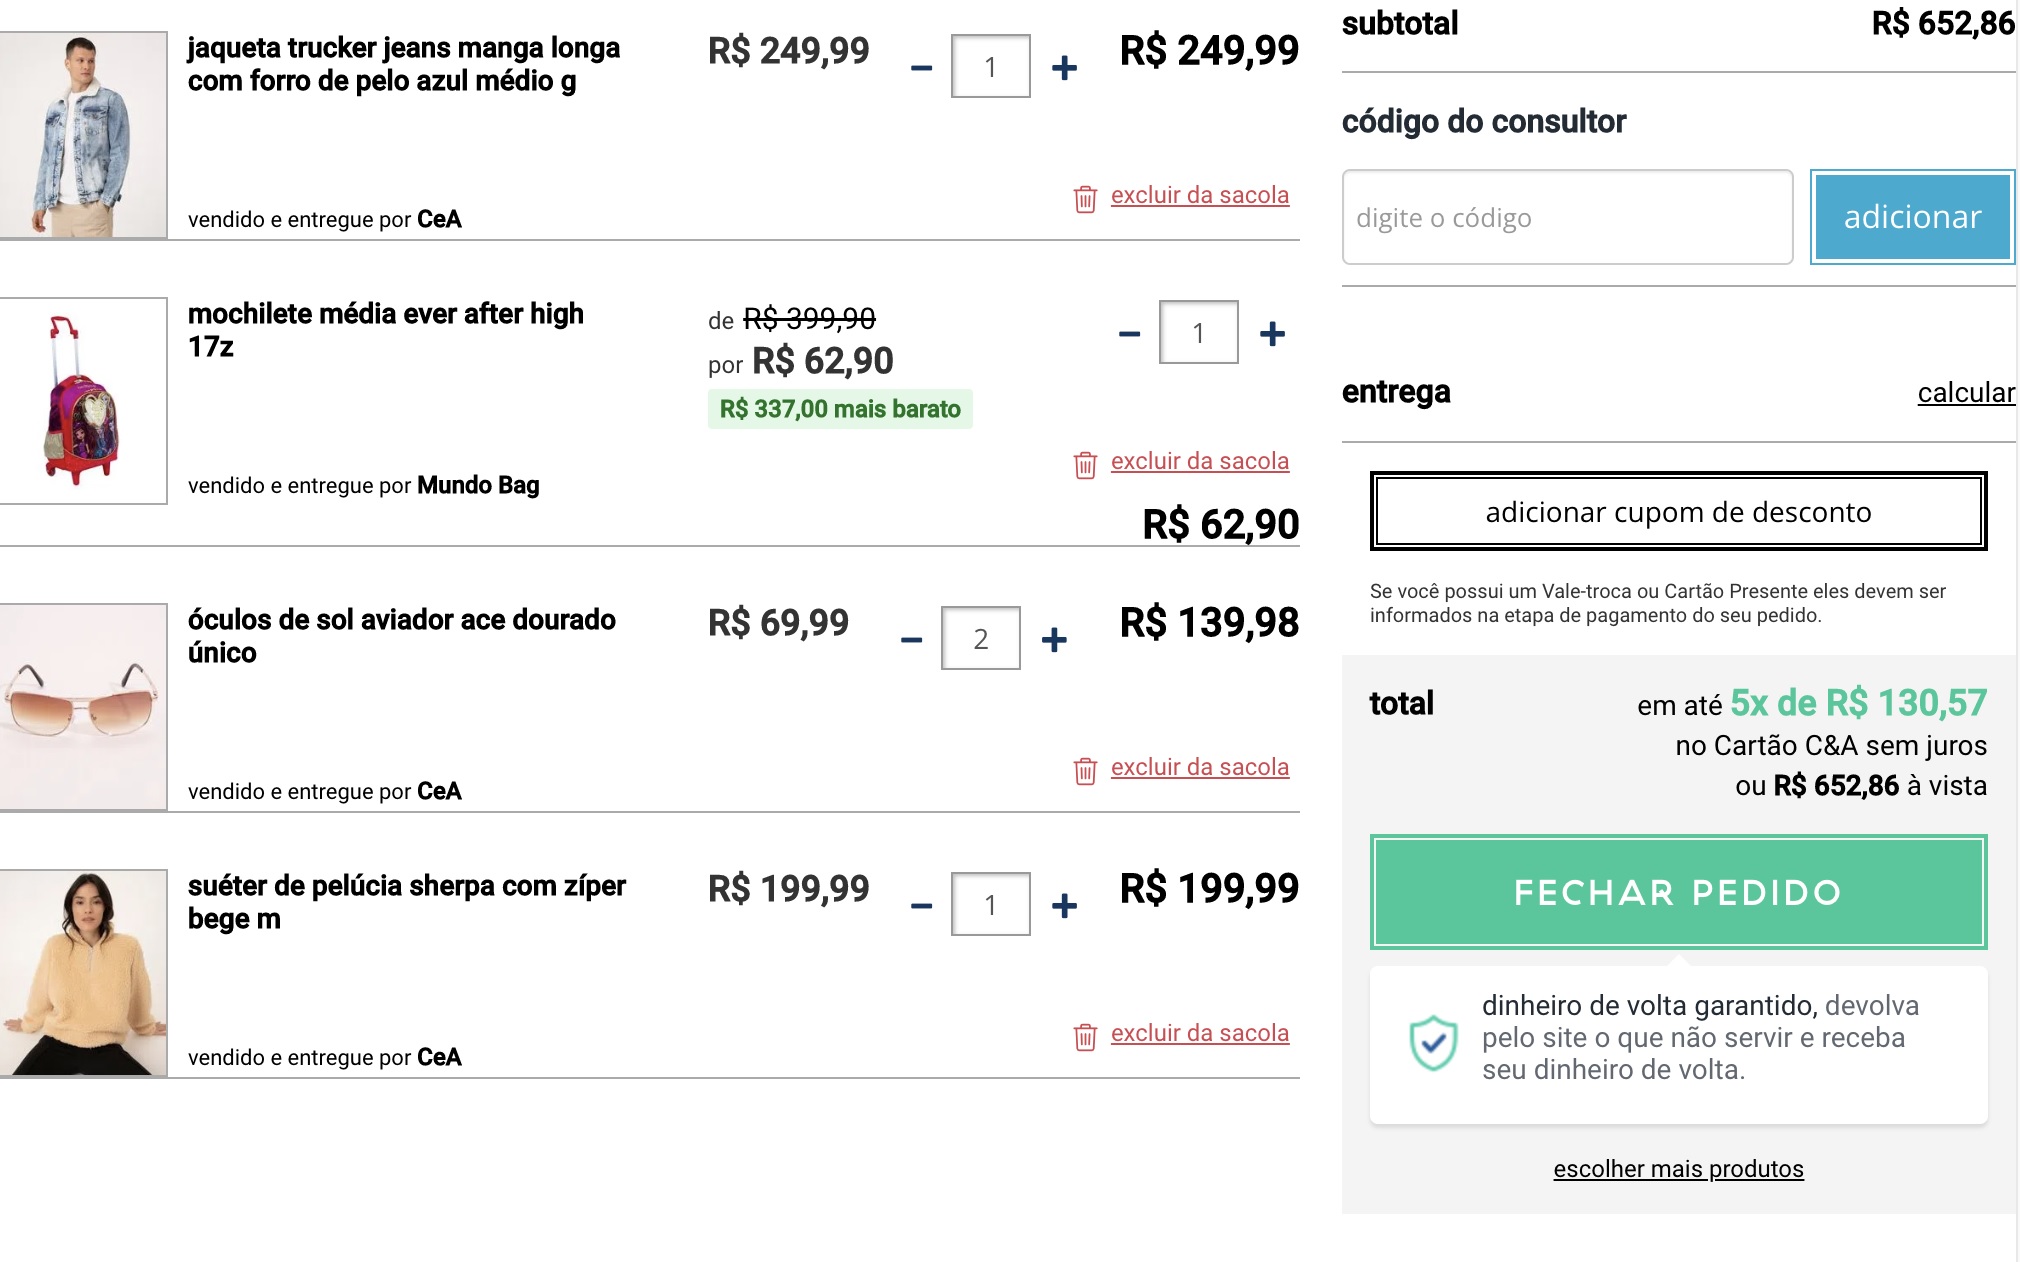 jaqueta trucker jeans manga longa
com forro de pelo azul médio g
R$ 249,99
1
R$ 249,99
excluir da sacola
vendido e entregue por CeA
mochilete média ever after high
17z
de R$ 399,90
por R$ 62,90
R$ 337,00 mais barato
1
excluir da sacola
vendido e entregue por Mundo Bag
R$ 62,90
óculos de sol aviador ace dourado
único
R$ 69,99
2
R$ 139,98
excluir da sacola
vendido e entregue por CeA
suéter de pelúcia sherpa com zíper
bege m
R$ 199,99
1
R$ 199,99
excluir da sacola
vendido e entregue por CeA
subtotal R$ 652,86
código do consultor
digite o código
adicionar
entrega calcular
adicionar cupom de desconto
Se você possui um Vale-troca ou Cartão Presente eles devem ser
informados na etapa de pagamento do seu pedido.
total em até 5x de R$ 130,57
no Cartão C&A sem juros
ou R$ 652,86 à vista
FECHAR PEDIDO
dinheiro de volta garantido, devolva
pelo site o que não servir e receba
seu dinheiro de volta.
escolher mais produtos